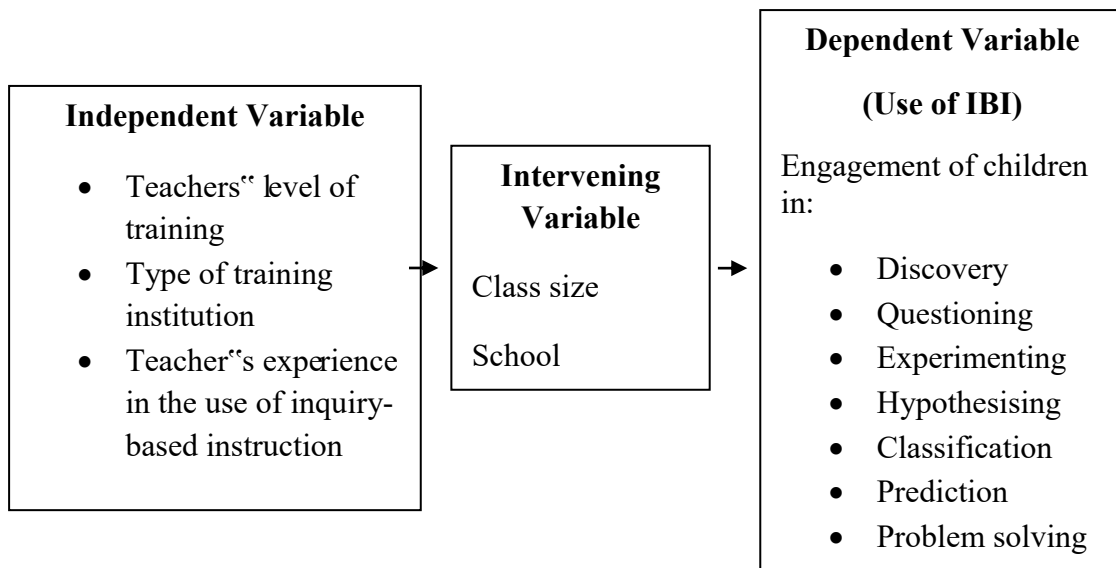 Independent Variable
• Teachers‟ level of
training
• Type of training
institution
• Teacher‟s experience
in the use of inquiry-
based instruction
Intervening
Variable
Class size
School
Dependent Variable
(Use of IBI)
Engagement of children
in:
• Discovery
• Questioning
• Experimenting
• Hypothesising
• Classification
• Prediction
• Problem solving